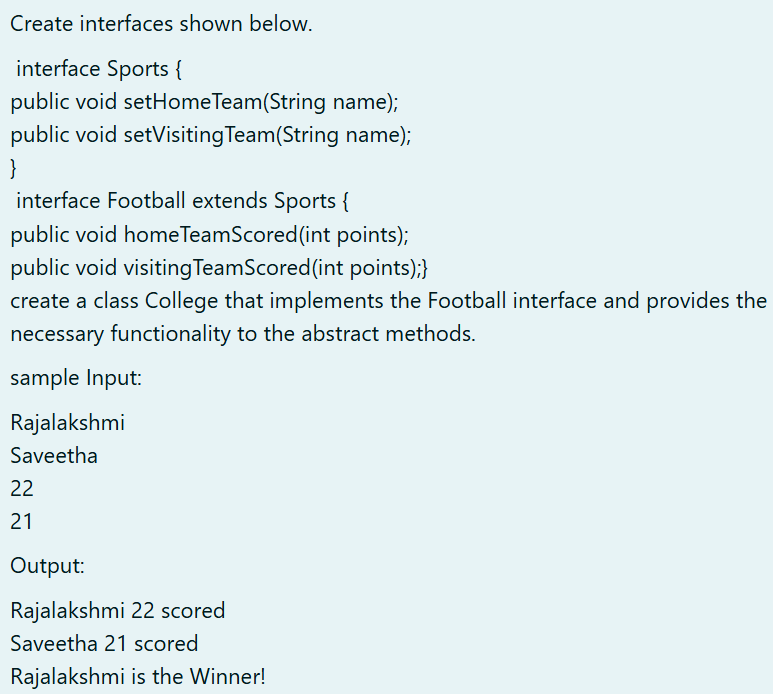 Create interfaces shown below.
interface Sports {
public void setHomeTeam(String name);
public void setVisitingTeam(String name);
}
interface Football extends Sports {
public void homeTeamScored(int points);
public void visitingTeamScored(int points);}
create a class College that implements the Football interface and provides the
necessary functionality to the abstract methods.
sample Input:
Rajalakshmi
Saveetha
22
21
Output:
Rajalakshmi 22 scored
Saveetha 21 scored
Rajalakshmi is the Winner!